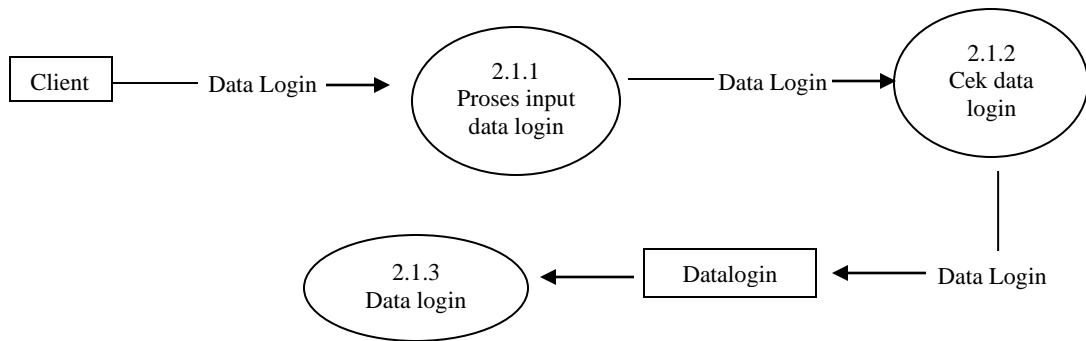 Client
Data Login
2.1.1
Proses input
data login
Data Login
2.1.2
Cek data
login
Data Login
Datalogin
2.1.3
Data login